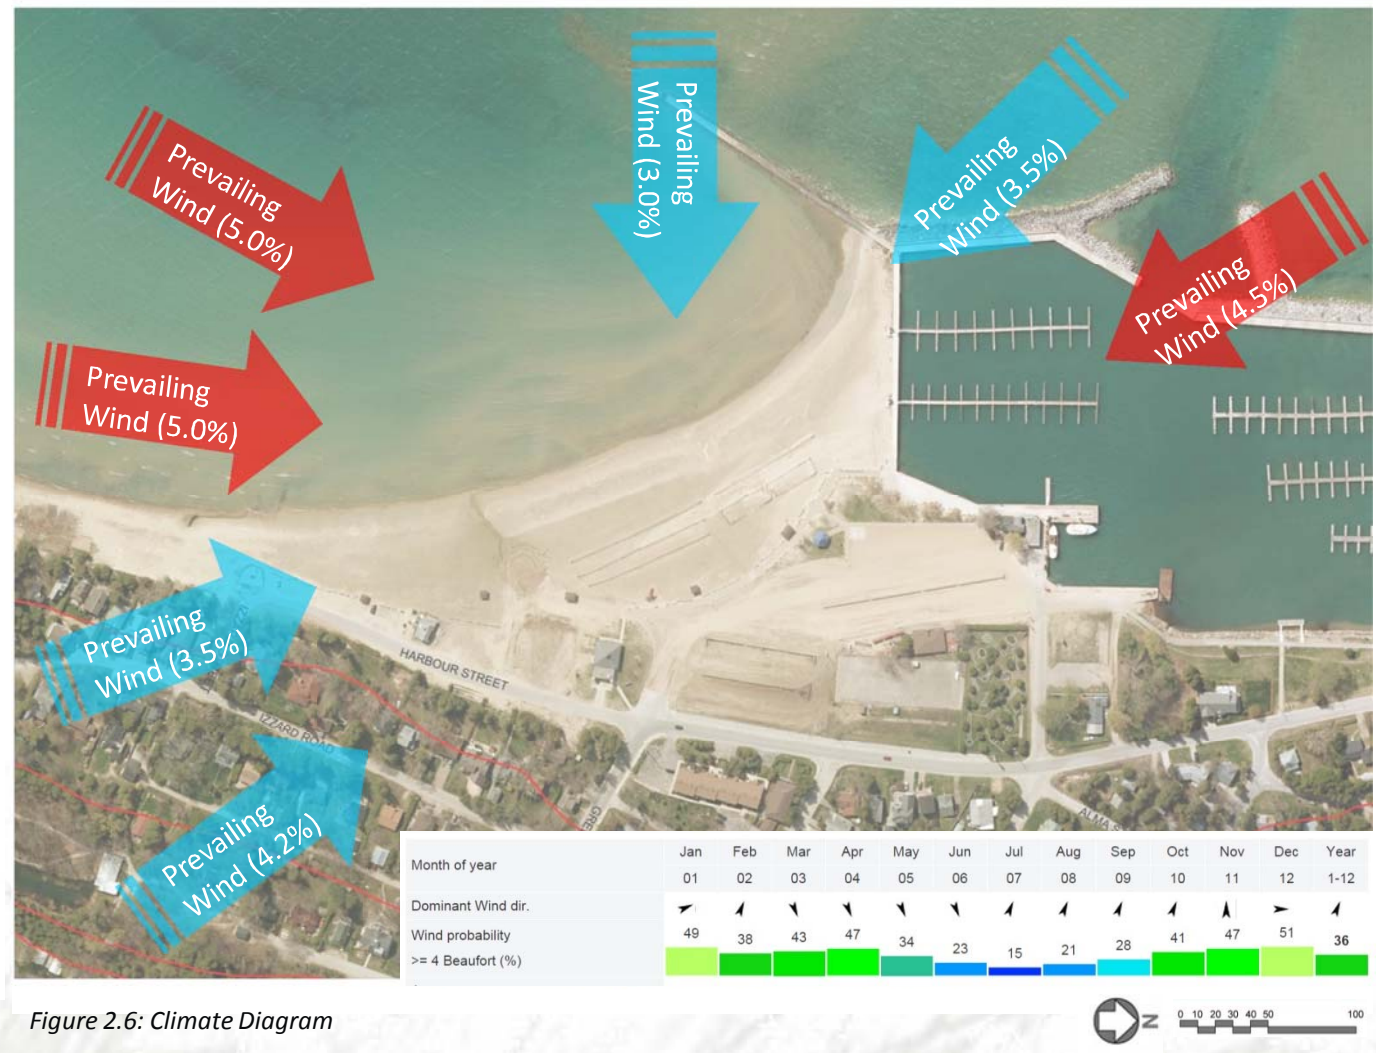 Prevailing
Wind (5.0%)
Prevailing
Wind (3.0%)
Prevailing
Wind (3.5%)
Prevailing
Wind (4.5%)
Prevailing
Wind (5.0%)
Prevailing
Wind (3.5%)
HARBOUR STREET
IZZARD ROAD
Prevailing
Wind (4.2%)
GRE
ALMA S
Month of year
Jan Feb Mar Apr May Jun Jul Aug Sep Oct Nov Dec Year
01 02 03 04 05 06 07 08 09 10 11 12 1-12
Dominant Wind dir.
Wind probability
>= 4 Beaufort (%)
49 38 43 47 34 23 15 21 28 41 47 51 36
Figure 2.6: Climate Diagram
N
0 10 20 30 40 50 100